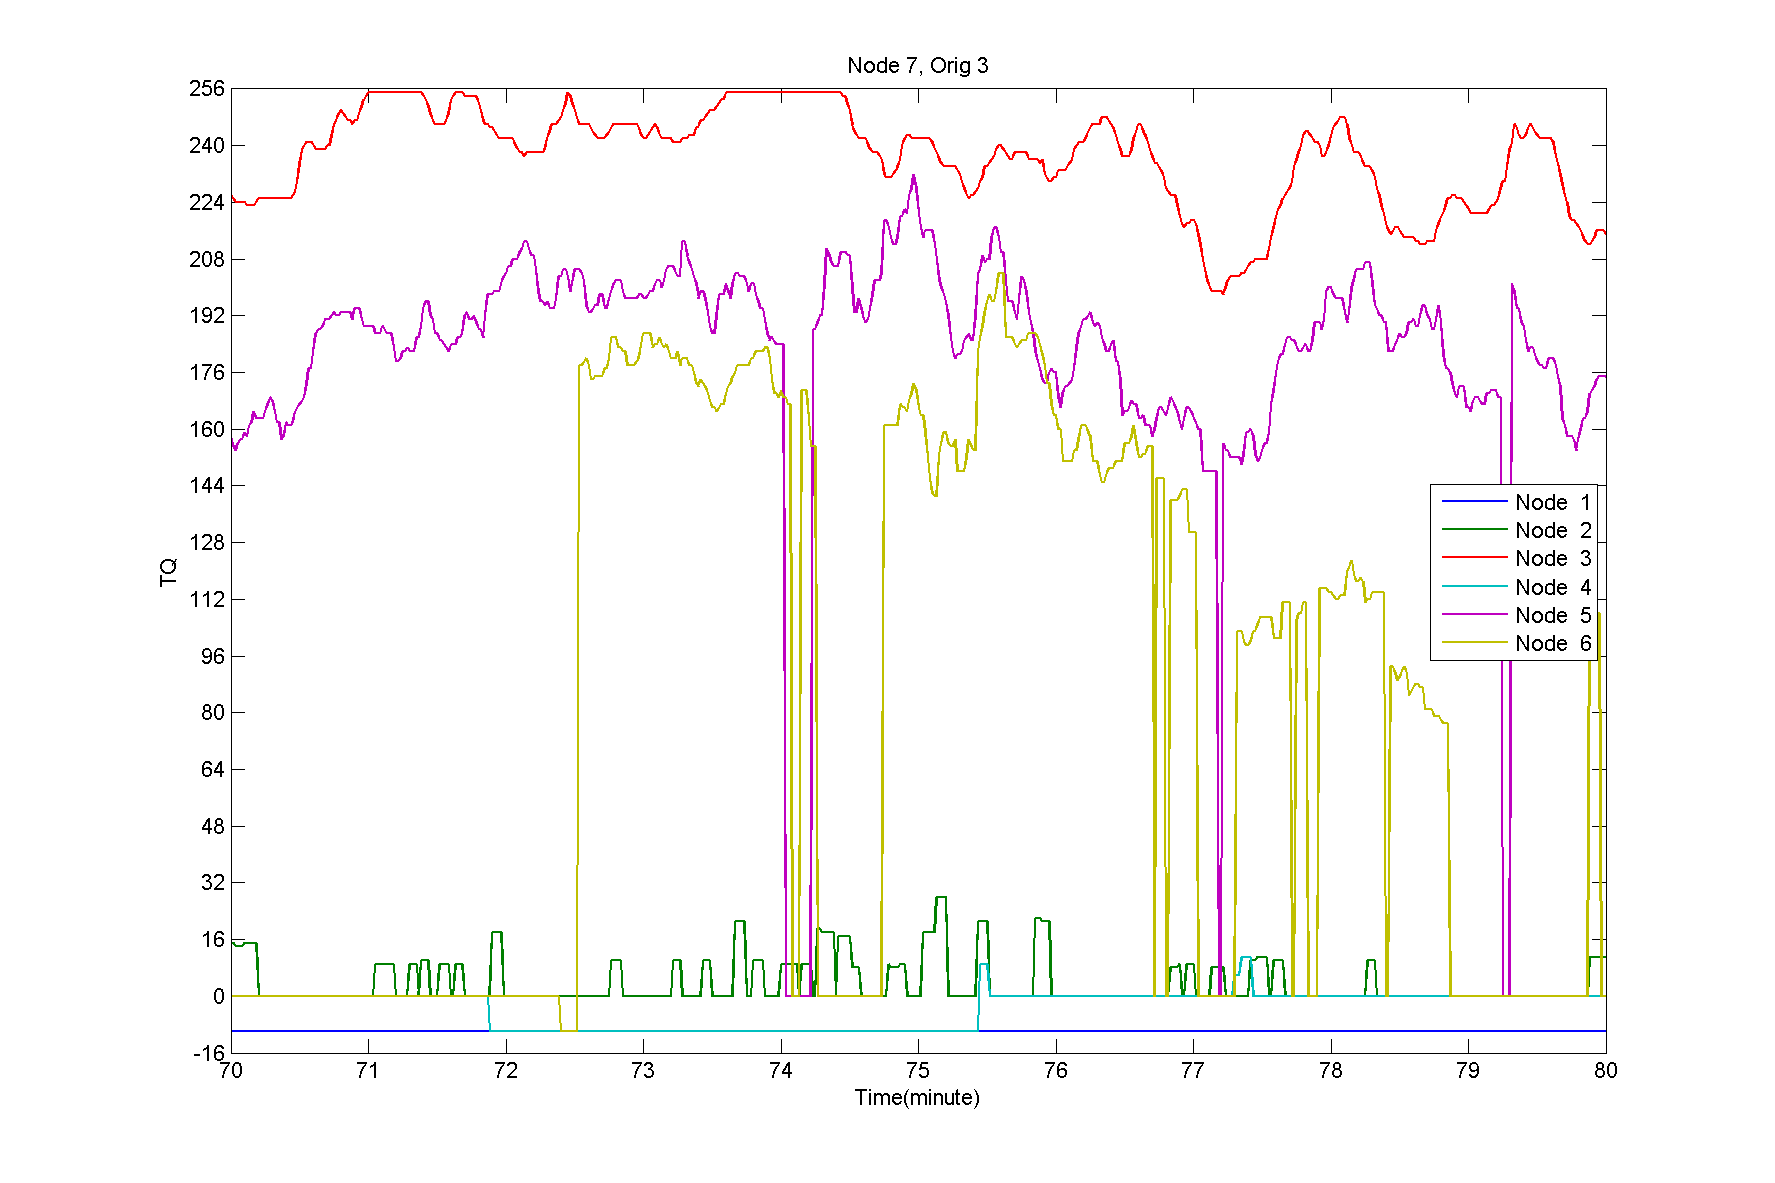 Node 7, Orig 3
256
240
224
208
192
176
160
144
128
112
96
80
64
48
32
16
0
-16
TQ
70 71 72 73 74 75 76 77 78 79 80
Time(minute)
Node 1
Node 2
Node 3
Node 4
Node 5
Node 6